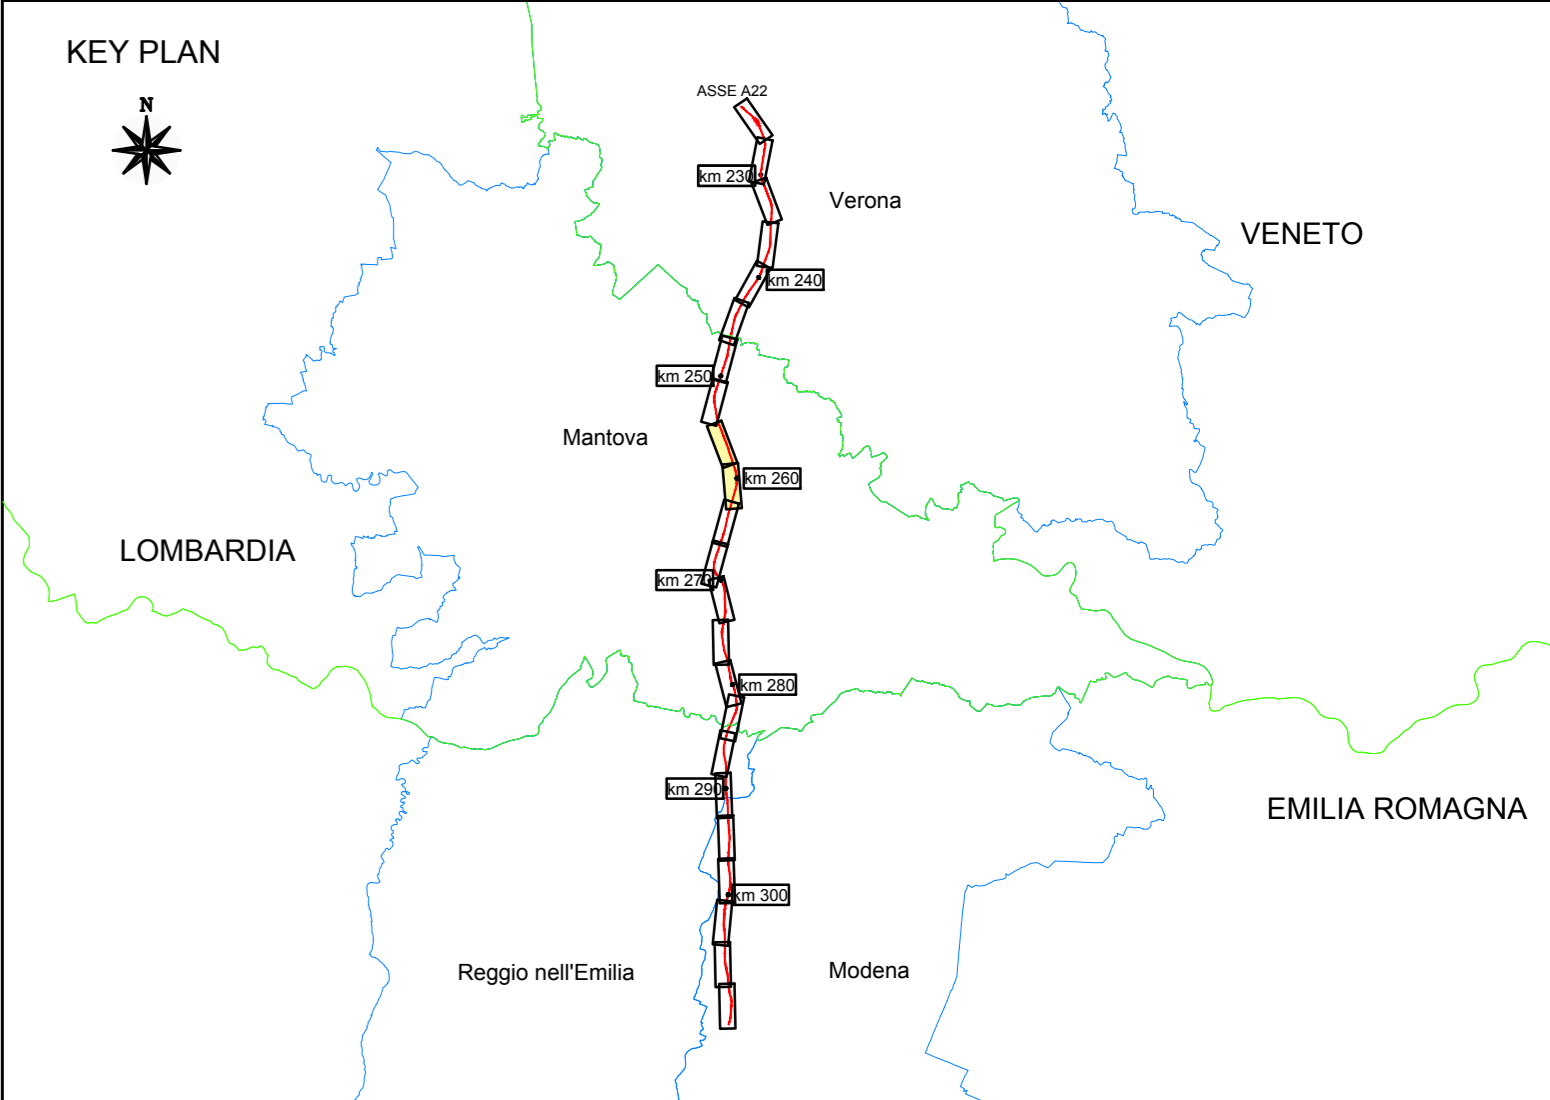 KEY PLAN
N
ASSE A22
km 230
Verona
VENETO
km 240
km 250
Mantova
km 260
LOMBARDIA
km 270
km 280
km 290
EMILIA ROMAGNA
km 300
Reggio nell'Emilia
Modena